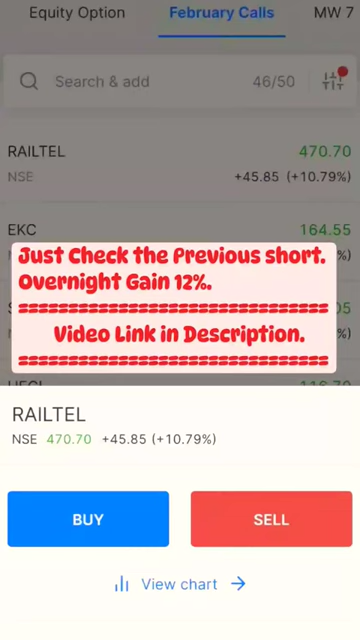 Equity Option February Calls MW 7
Search & add 46/50
RAILTEL 470.70
NSE +45.85 (+10.79%)
EKC 164.55
Just Check the Previous short.
Overnight Gain 12%.
==============================
Video Link in Description.
==============================
RAILTEL
NSE 470.70 +45.85 (+10.79%)
BUY SELL
View chart